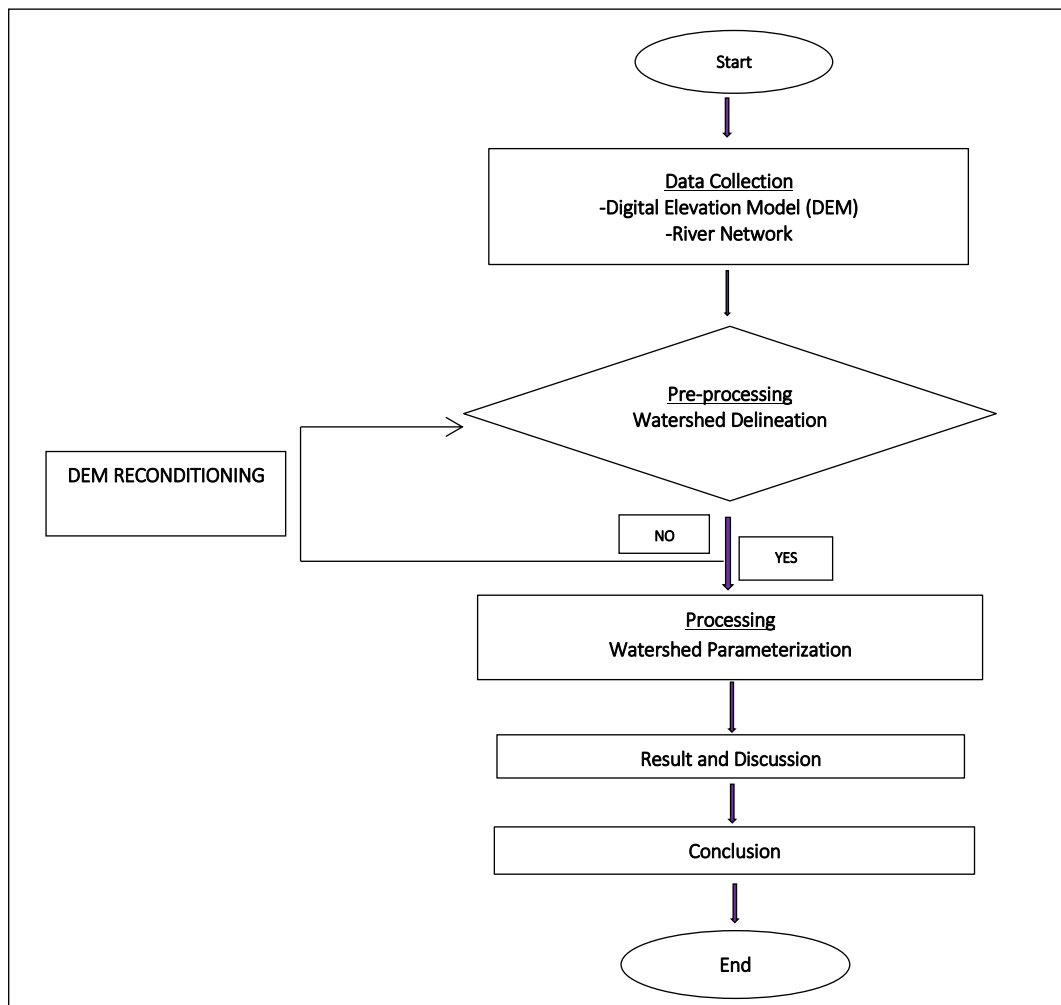 Start
Data Collection
-Digital Elevation Model (DEM)
-River Network
Pre-processing
Watershed Delineation
DEM RECONDITIONING
NO
YES
Processing
Watershed Parameterization
Result and Discussion
Conclusion
End